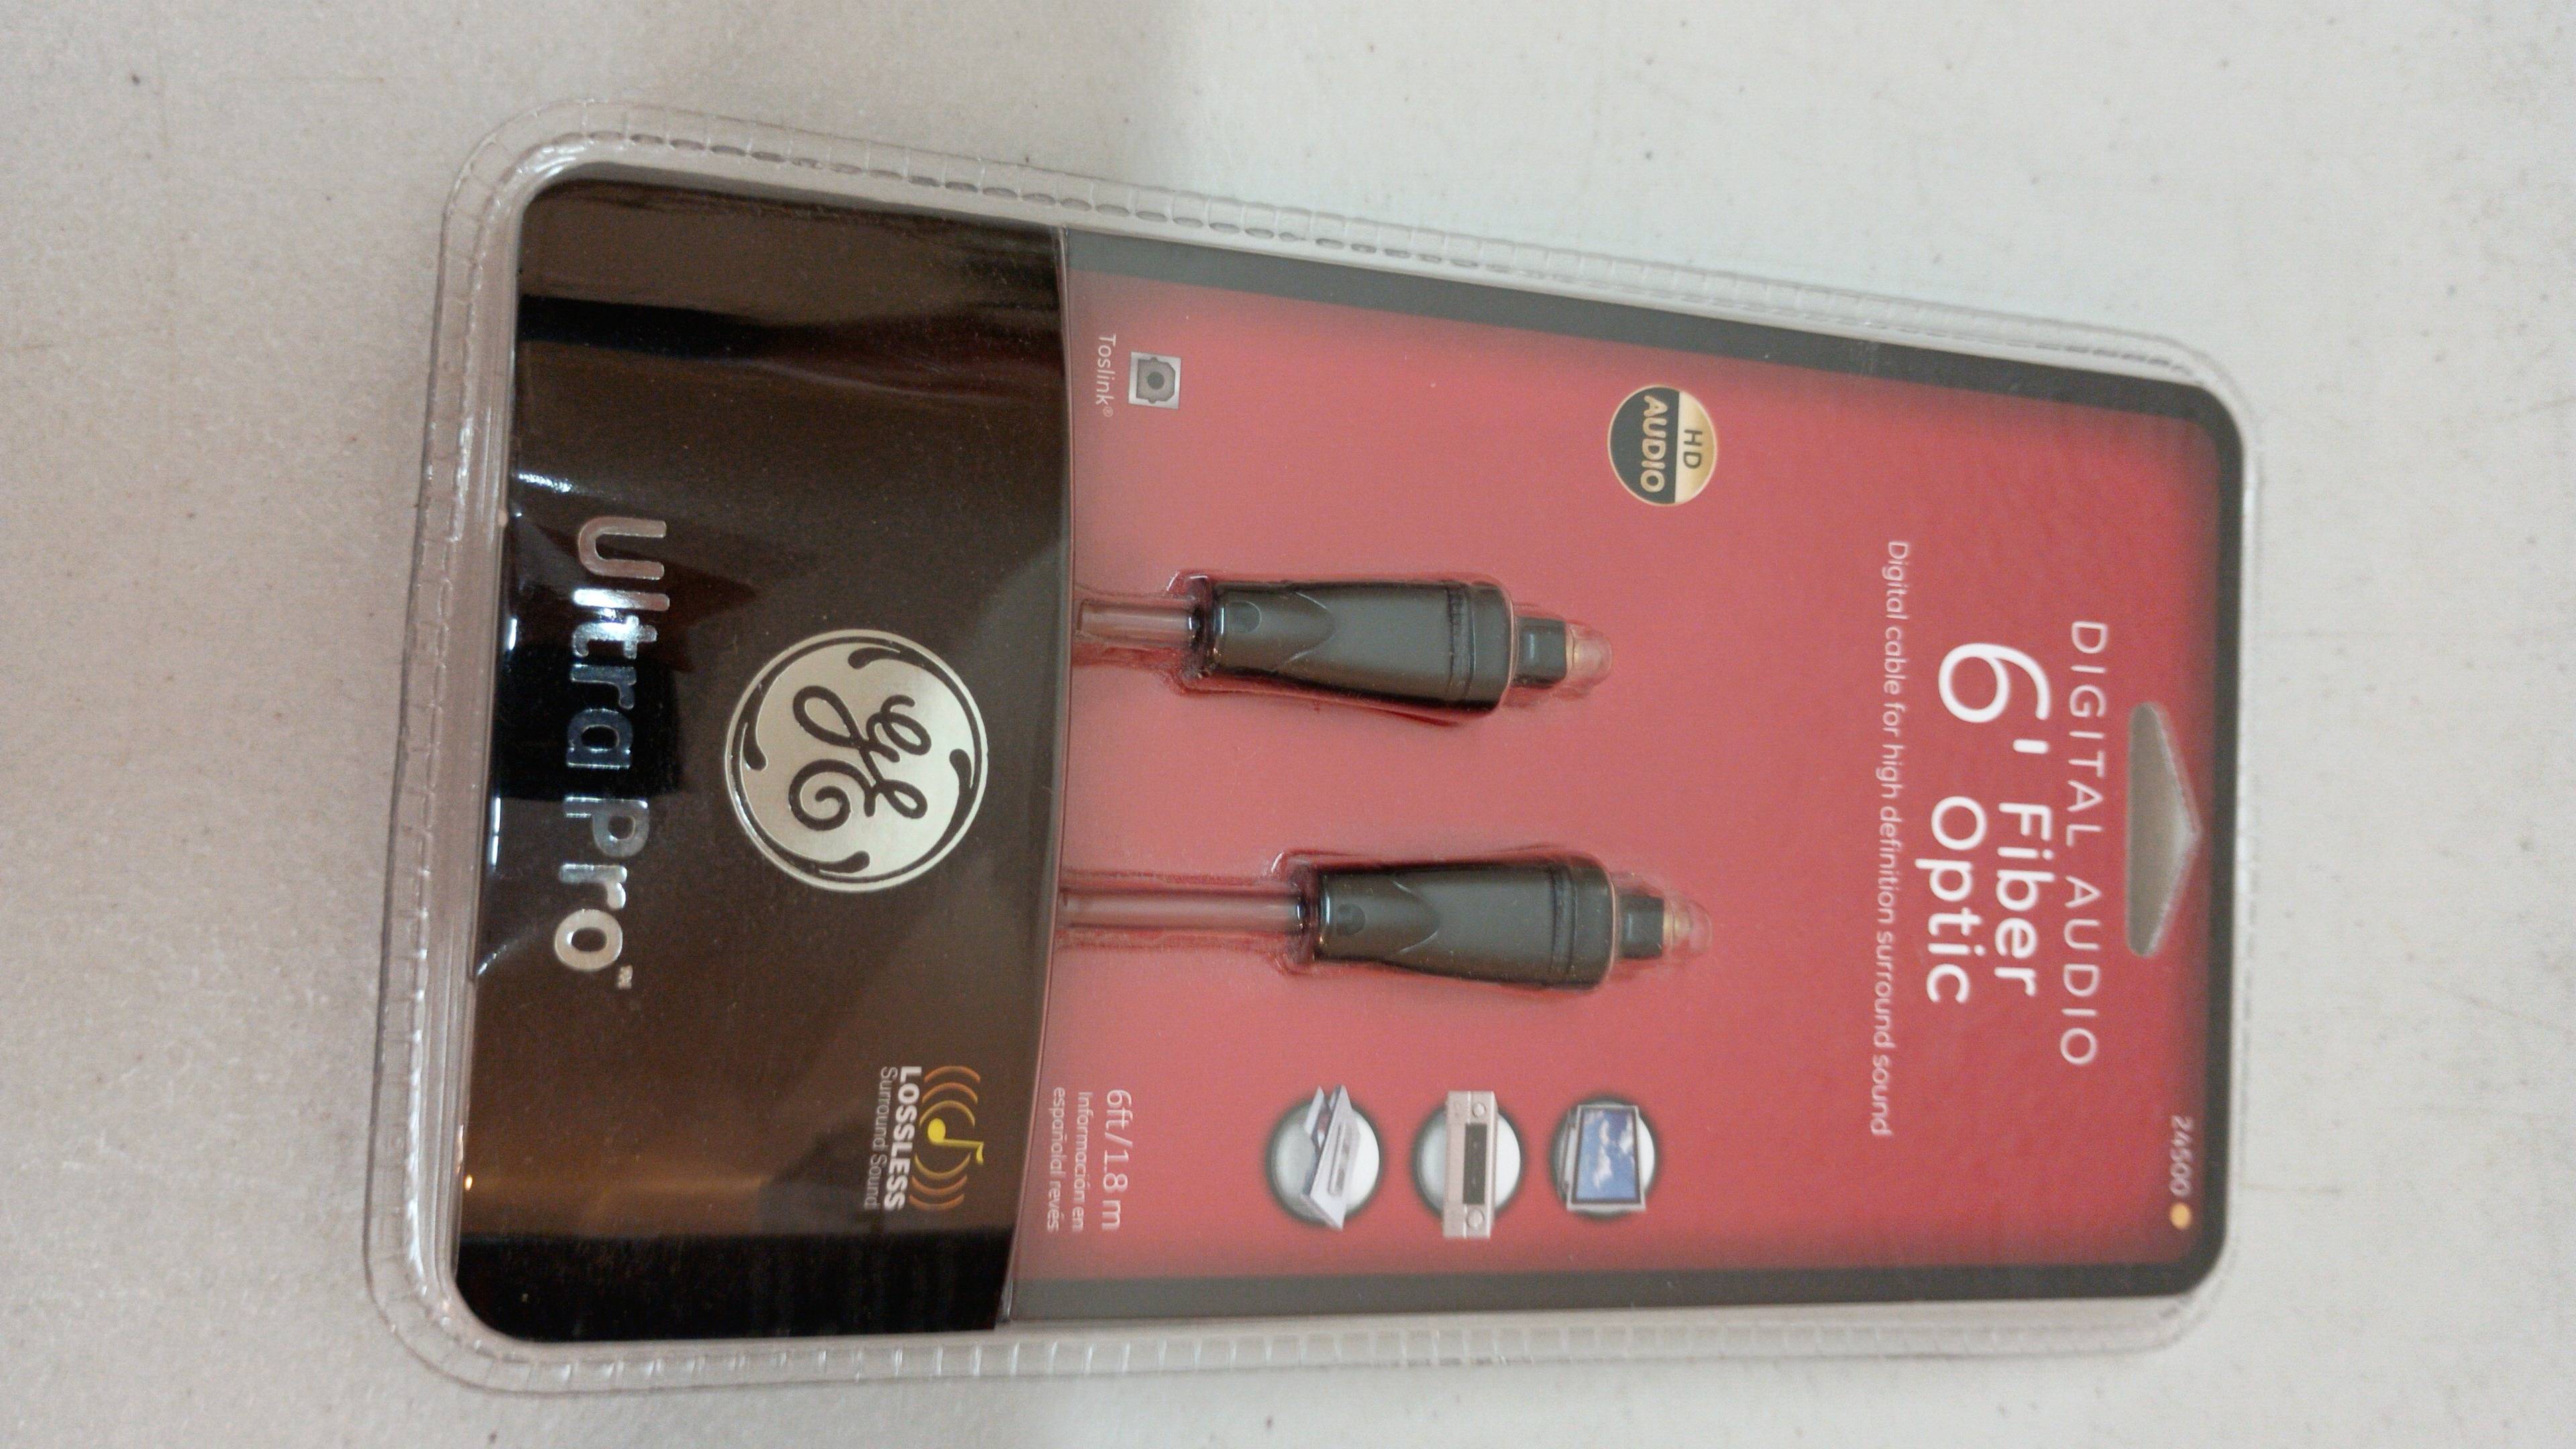 24500
DIGITAL AUDIO
6' Fiber
Optic
Digital cable for high definition surround sound
HD
AUDIO
Toslink®
6ft/1.8 m
Información en
español al revés
LOSSLESS
Surround Sound
GE
UltraPro™